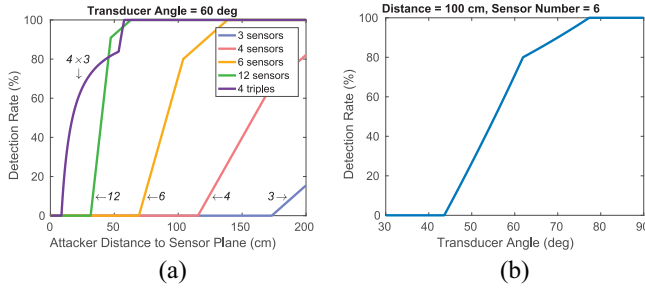 Transducer Angle = 60 deg
Detection Rate (%)
100
80
60
40
20
0
0
50
100
150
200
Attacker Distance to Sensor Plane (cm)
3 sensors
4 sensors
6 sensors
12 sensors
4 triples
4×3
↓
←12
←6
←4
3→
(a)
Distance = 100 cm, Sensor Number = 6
Detection Rate (%)
100
80
60
40
20
0
30
40
50
60
70
80
90
Transducer Angle (deg)
(b)